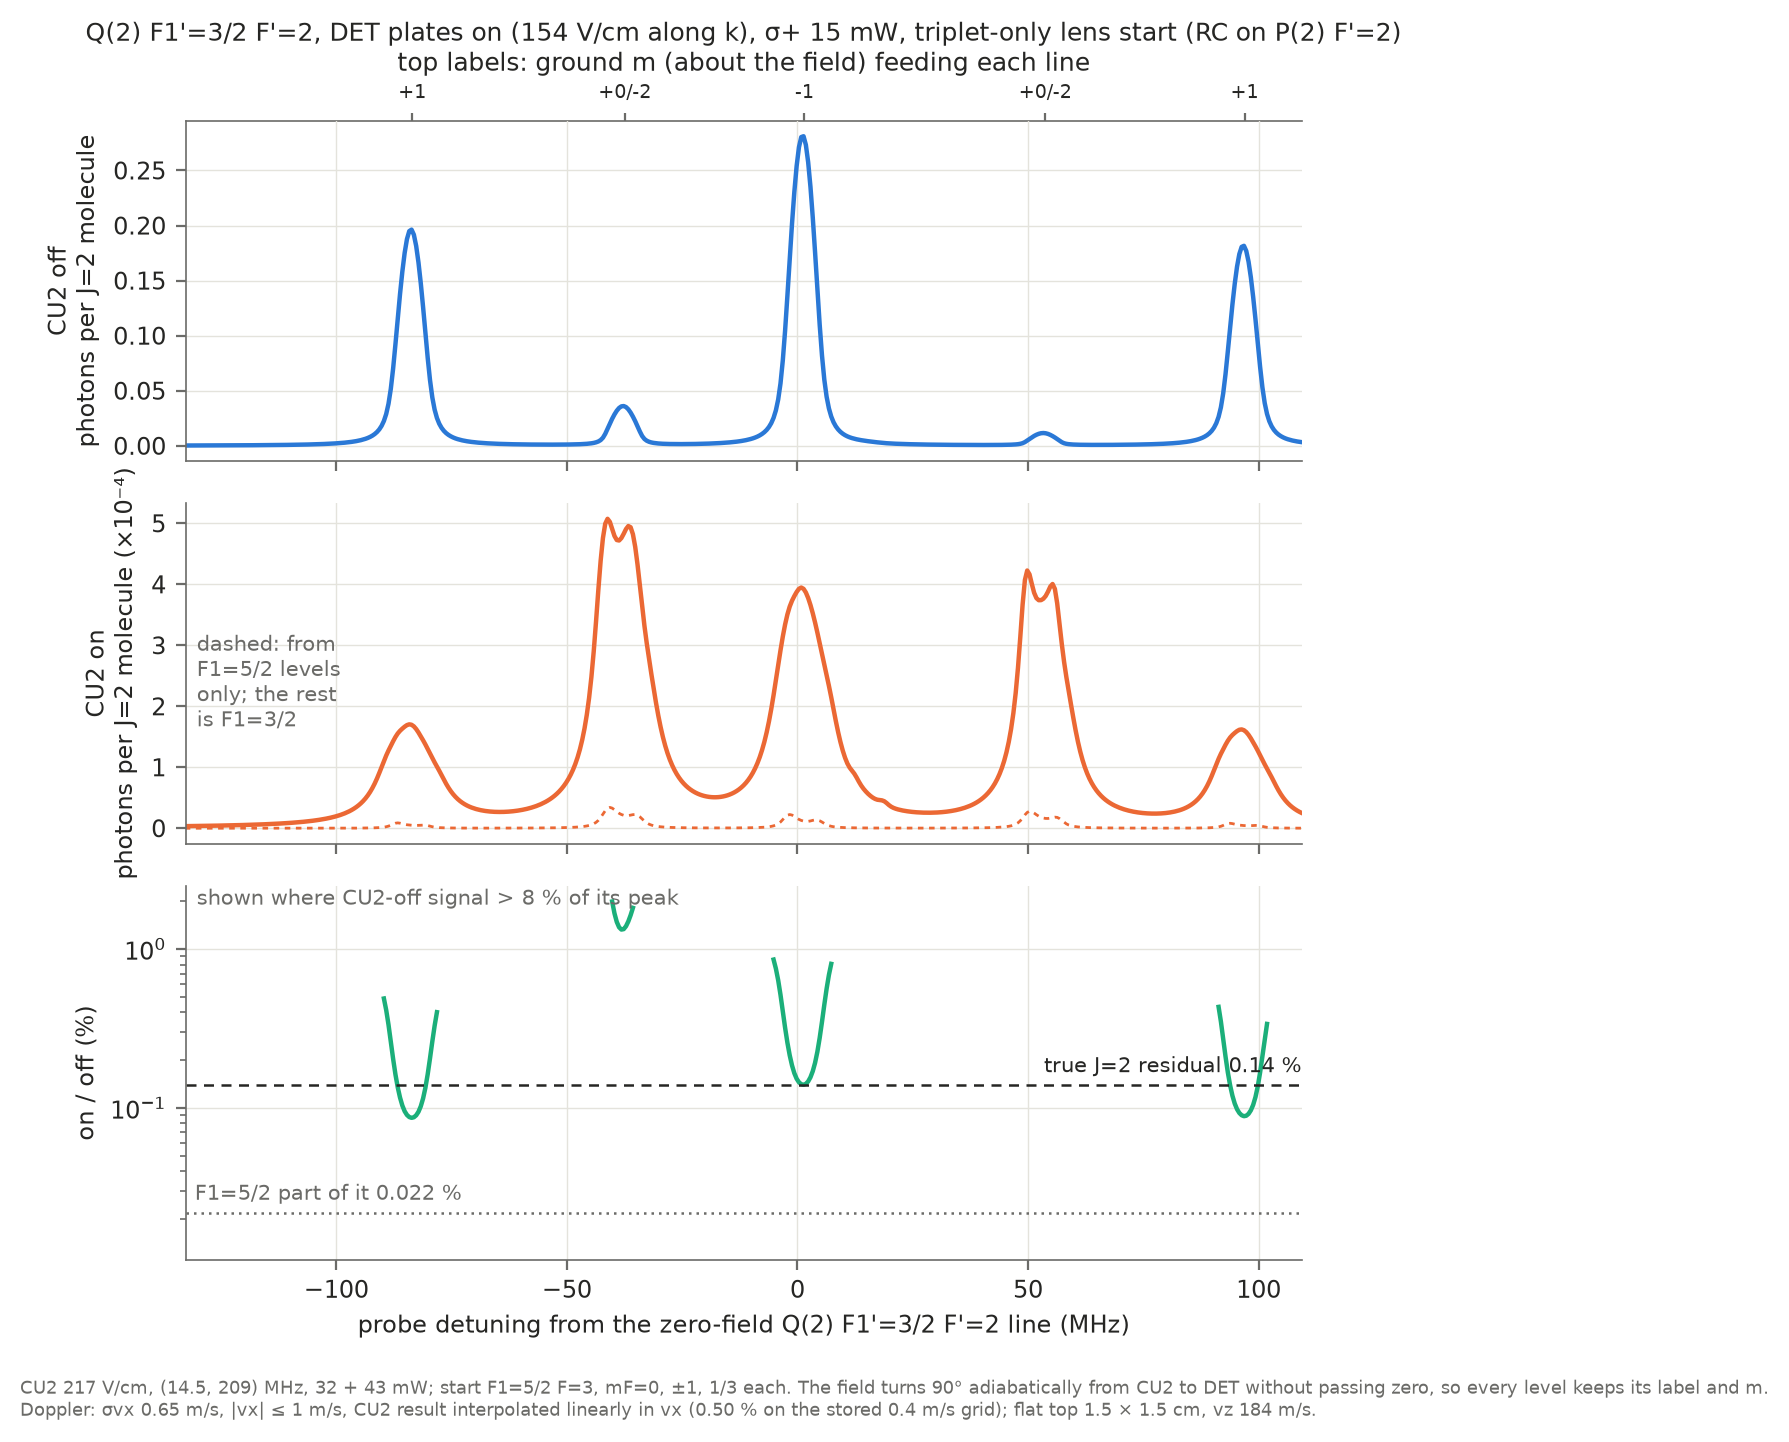 Q(2) F1'=3/2 F'=2, DET plates on (154 V/cm along k), σ+ 15 mW, triplet-only lens start (RC on P(2) F'=2)
top labels: ground m (about the field) feeding each line
+1
+0/-2
-1
+0/-2
+1
CU2 off
photons per J=2 molecule
0.25
0.20
0.15
0.10
0.05
0.00
CU2 on
photons per J=2 molecule (×10⁻⁴)
5
4
3
2
1
0
dashed: from
F1=5/2 levels
only; the rest
is F1=3/2
on / off (%)
10⁰
10⁻¹
shown where CU2-off signal > 8 % of its peak
true J=2 residual 0.14 %
F1=5/2 part of it 0.022 %
−100
−50
0
50
100
probe detuning from the zero-field Q(2) F1'=3/2 F'=2 line (MHz)
CU2 217 V/cm, (14.5, 209) MHz, 32 + 43 mW; start F1=5/2 F=3, mF=0, ±1, 1/3 each. The field turns 90° adiabatically from CU2 to DET without passing zero, so every level keeps its label and m.
Doppler: σvx 0.65 m/s, |vx| ≤ 1 m/s, CU2 result interpolated linearly in vx (0.50 % on the stored 0.4 m/s grid); flat top 1.5 × 1.5 cm, vz 184 m/s.